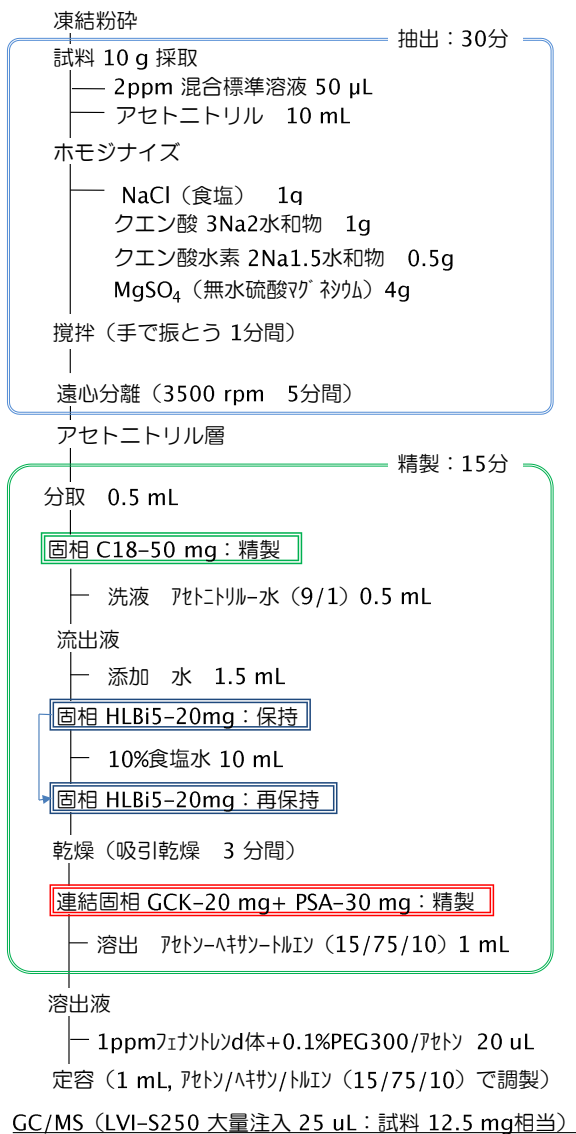 凍結粉砕
抽出：30分
試料 10 g 採取
2ppm 混合標準溶液 50 μL
アセトニトリル　10 mL
ホモジナイズ
NaCl（食塩）　1g
クエン酸 3Na2水和物　1g
クエン酸水素 2Na1.5水和物　0.5g
MgSO₄（無水硫酸ﾏｸﾞﾈｼｳﾑ）4g
撹拌（手で振とう 1分間）
遠心分離（3500 rpm　5分間）
アセトニトリル層
精製：15分
分取　0.5 mL
固相 C18–50 mg：精製
洗液　ｱｾﾄﾆﾄﾘﾙｰ水（9/1）0.5 mL
流出液
添加　水　1.5 mL
固相 HLBi5–20mg：保持
10%食塩水 10 mL
固相 HLBi5–20mg：再保持
乾燥（吸引乾燥　3 分間）
連結固相 GCK–20 mg+ PSA–30 mg：精製
溶出　ｱｾﾄﾝｰﾍｷｻﾝｰﾄﾙｴﾝ（15/75/10）1 mL
溶出液
1ppmﾌｪﾅﾝﾄﾚﾝd体+0.1%PEG300/ｱｾﾄﾝ 20 uL
定容（1 mL, ｱｾﾄﾝ/ﾍｷｻﾝ/ﾄﾙｴﾝ（15/75/10）で調製）
GC/MS（LVI–S250 大量注入 25 uL：試料 12.5 mg相当）